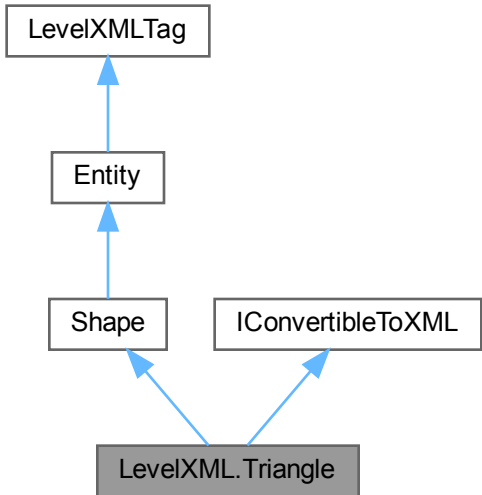 LevelXMLTag
Entity
Shape
IConvertibleToXML
LevelXML.Triangle